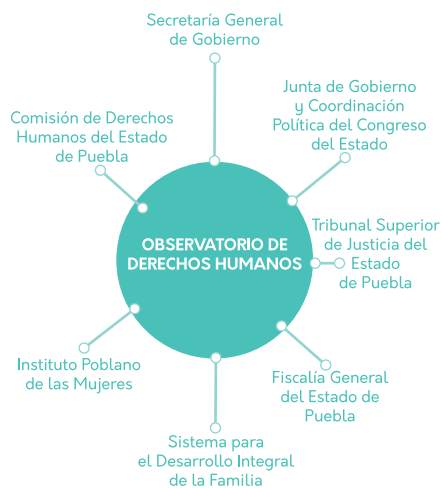 Secretaría General
de Gobierno
Junta de Gobierno
y Coordinación
Política del Congreso
del Estado
Comisión de Derechos
Humanos del Estado
de Puebla
OBSERVATORIO DE
DERECHOS HUMANOS
Tribunal Superior
de Justicia del
Estado
de Puebla
Instituto Poblano
de las Mujeres
Fiscalía General
del Estado de
Puebla
Sistema para
el Desarrollo Integral
de la Familia